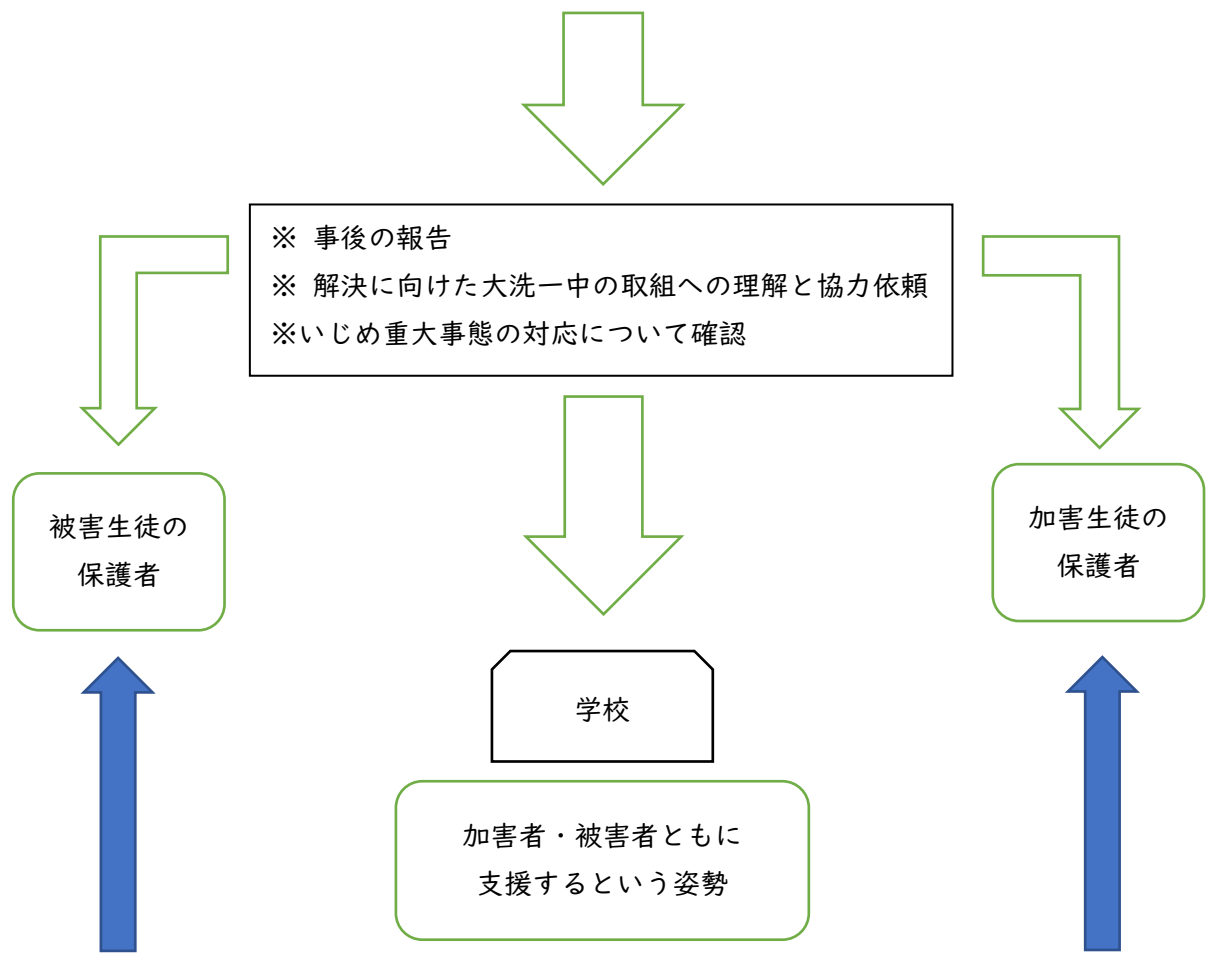 ※ 事後の報告
※ 解決に向けた大洗一中の取組への理解と協力依頼
※いじめ重大事態の対応について確認
被害生徒の
保護者
加害生徒の
保護者
学校
加害者・被害者ともに
支援するという姿勢